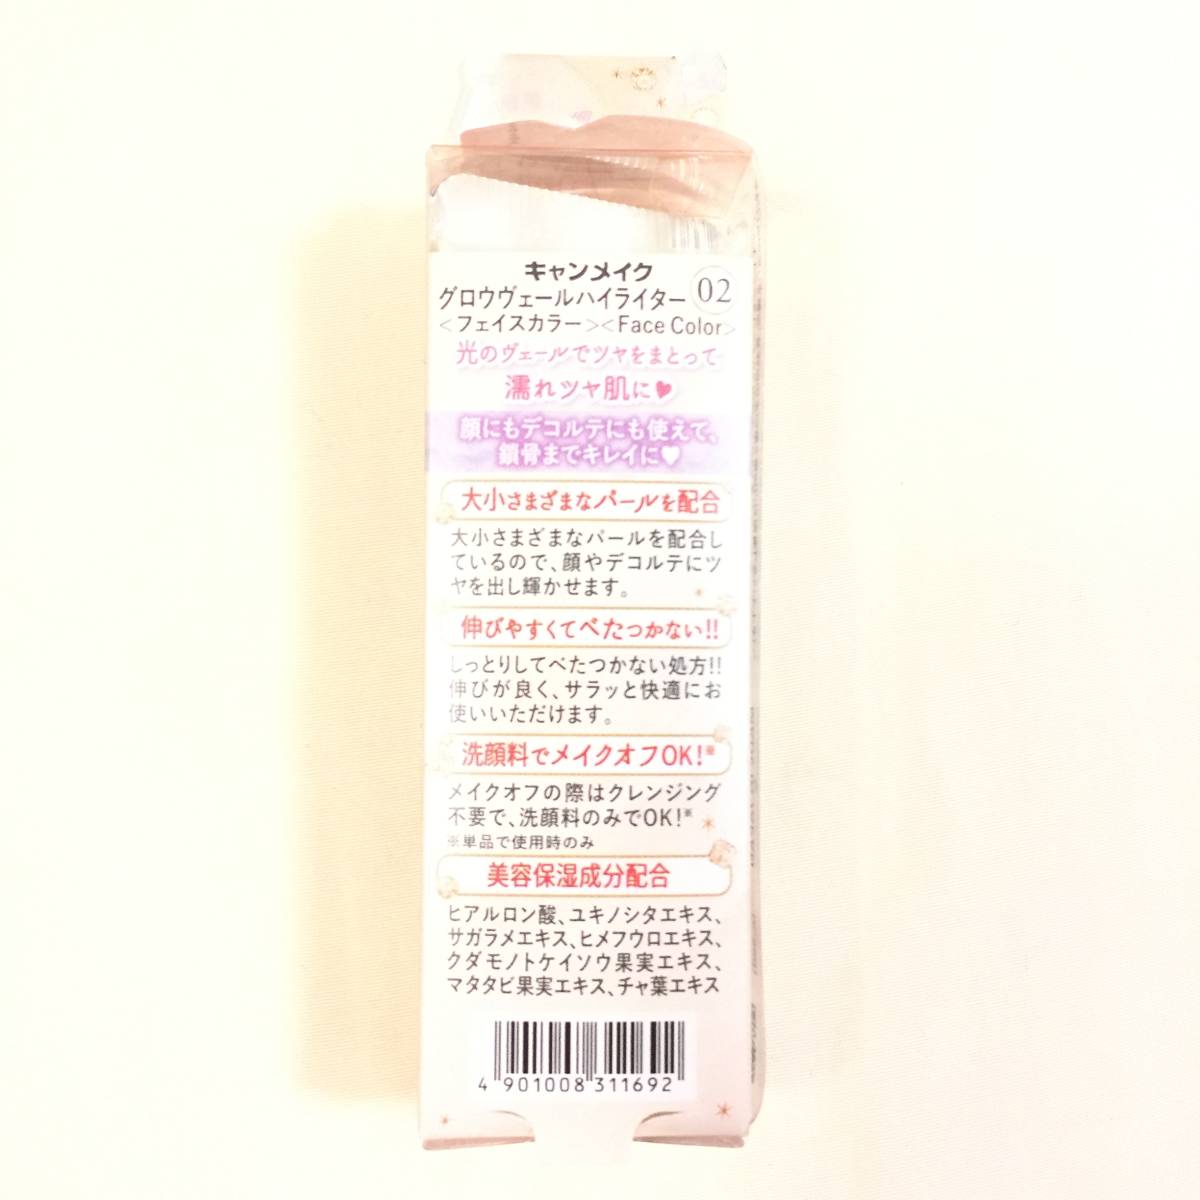 キャンメイク
グロウヴェールハイライター 02
<フェイスカラー><Face Color>
光のヴェールでツヤをまとって
濡れツヤ肌に♥
顔にもデコルテにも使えて、
鎖骨までキレイに♥
大小さまざまなパールを配合
大小さまざまなパールを配合し
ているので、顔やデコルテにツ
ヤを出し輝かせます。
伸びやすくてべたつかない!!
しっとりしてべたつかない処方!!
伸びが良く、サラッと快適にお
使いいただけます。
洗顔料でメイクオフOK!※
メイクオフの際はクレンジング
不要で、洗顔料のみでOK!※
※単品で使用時のみ
美容保湿成分配合
ヒアルロン酸、ユキノシタエキス、
サガラメエキス、ヒメフウロエキス、
クダモノトケイソウ果実エキス、
マタタビ果実エキス、チャ葉エキス
4 901008 311692